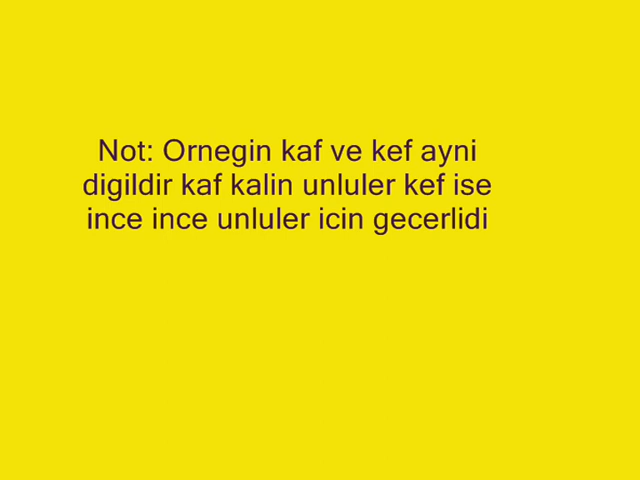 Not: Ornegin kaf ve kef ayni
digildir kaf kalin unluler kef ise
ince ince unluler icin gecerlidi